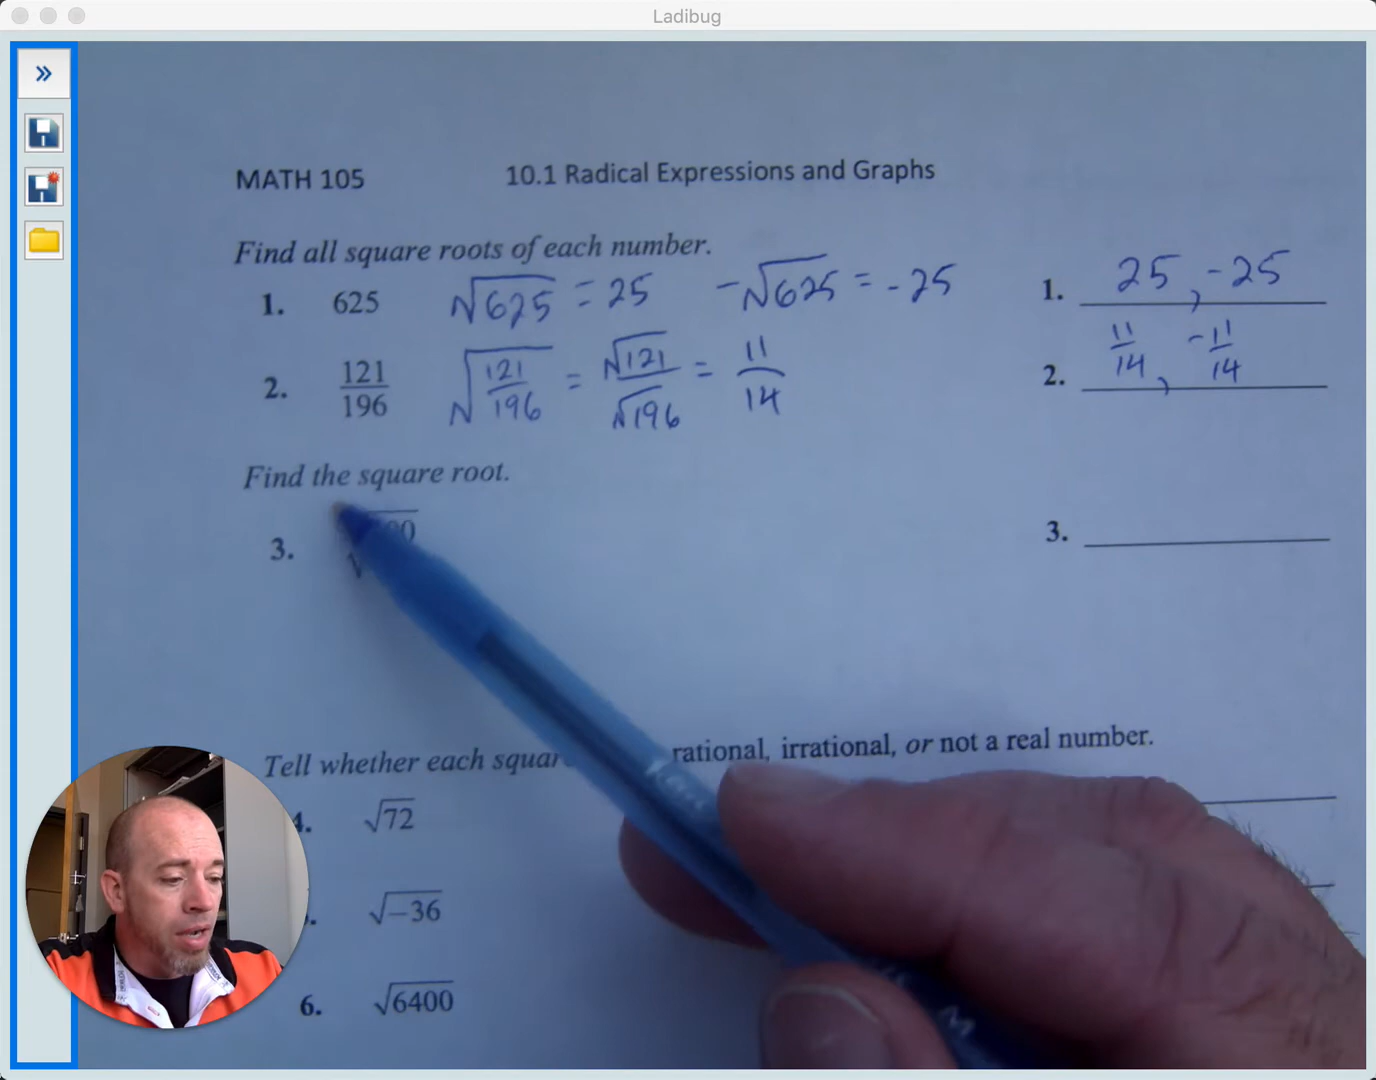 Ladibug
MATH 105 10.1 Radical Expressions and Graphs
Find all square roots of each number.
1. 625 √625 = 25 -√625 = -25 1. 25, -25
2. 121/196 √(121/196) = √121/√196 = 11/14 2. 11/14, -11/14
Find the square root.
3. 3.
Tell whether each rational, irrational, or not a real number.
4. √72
√-36
6. √6400